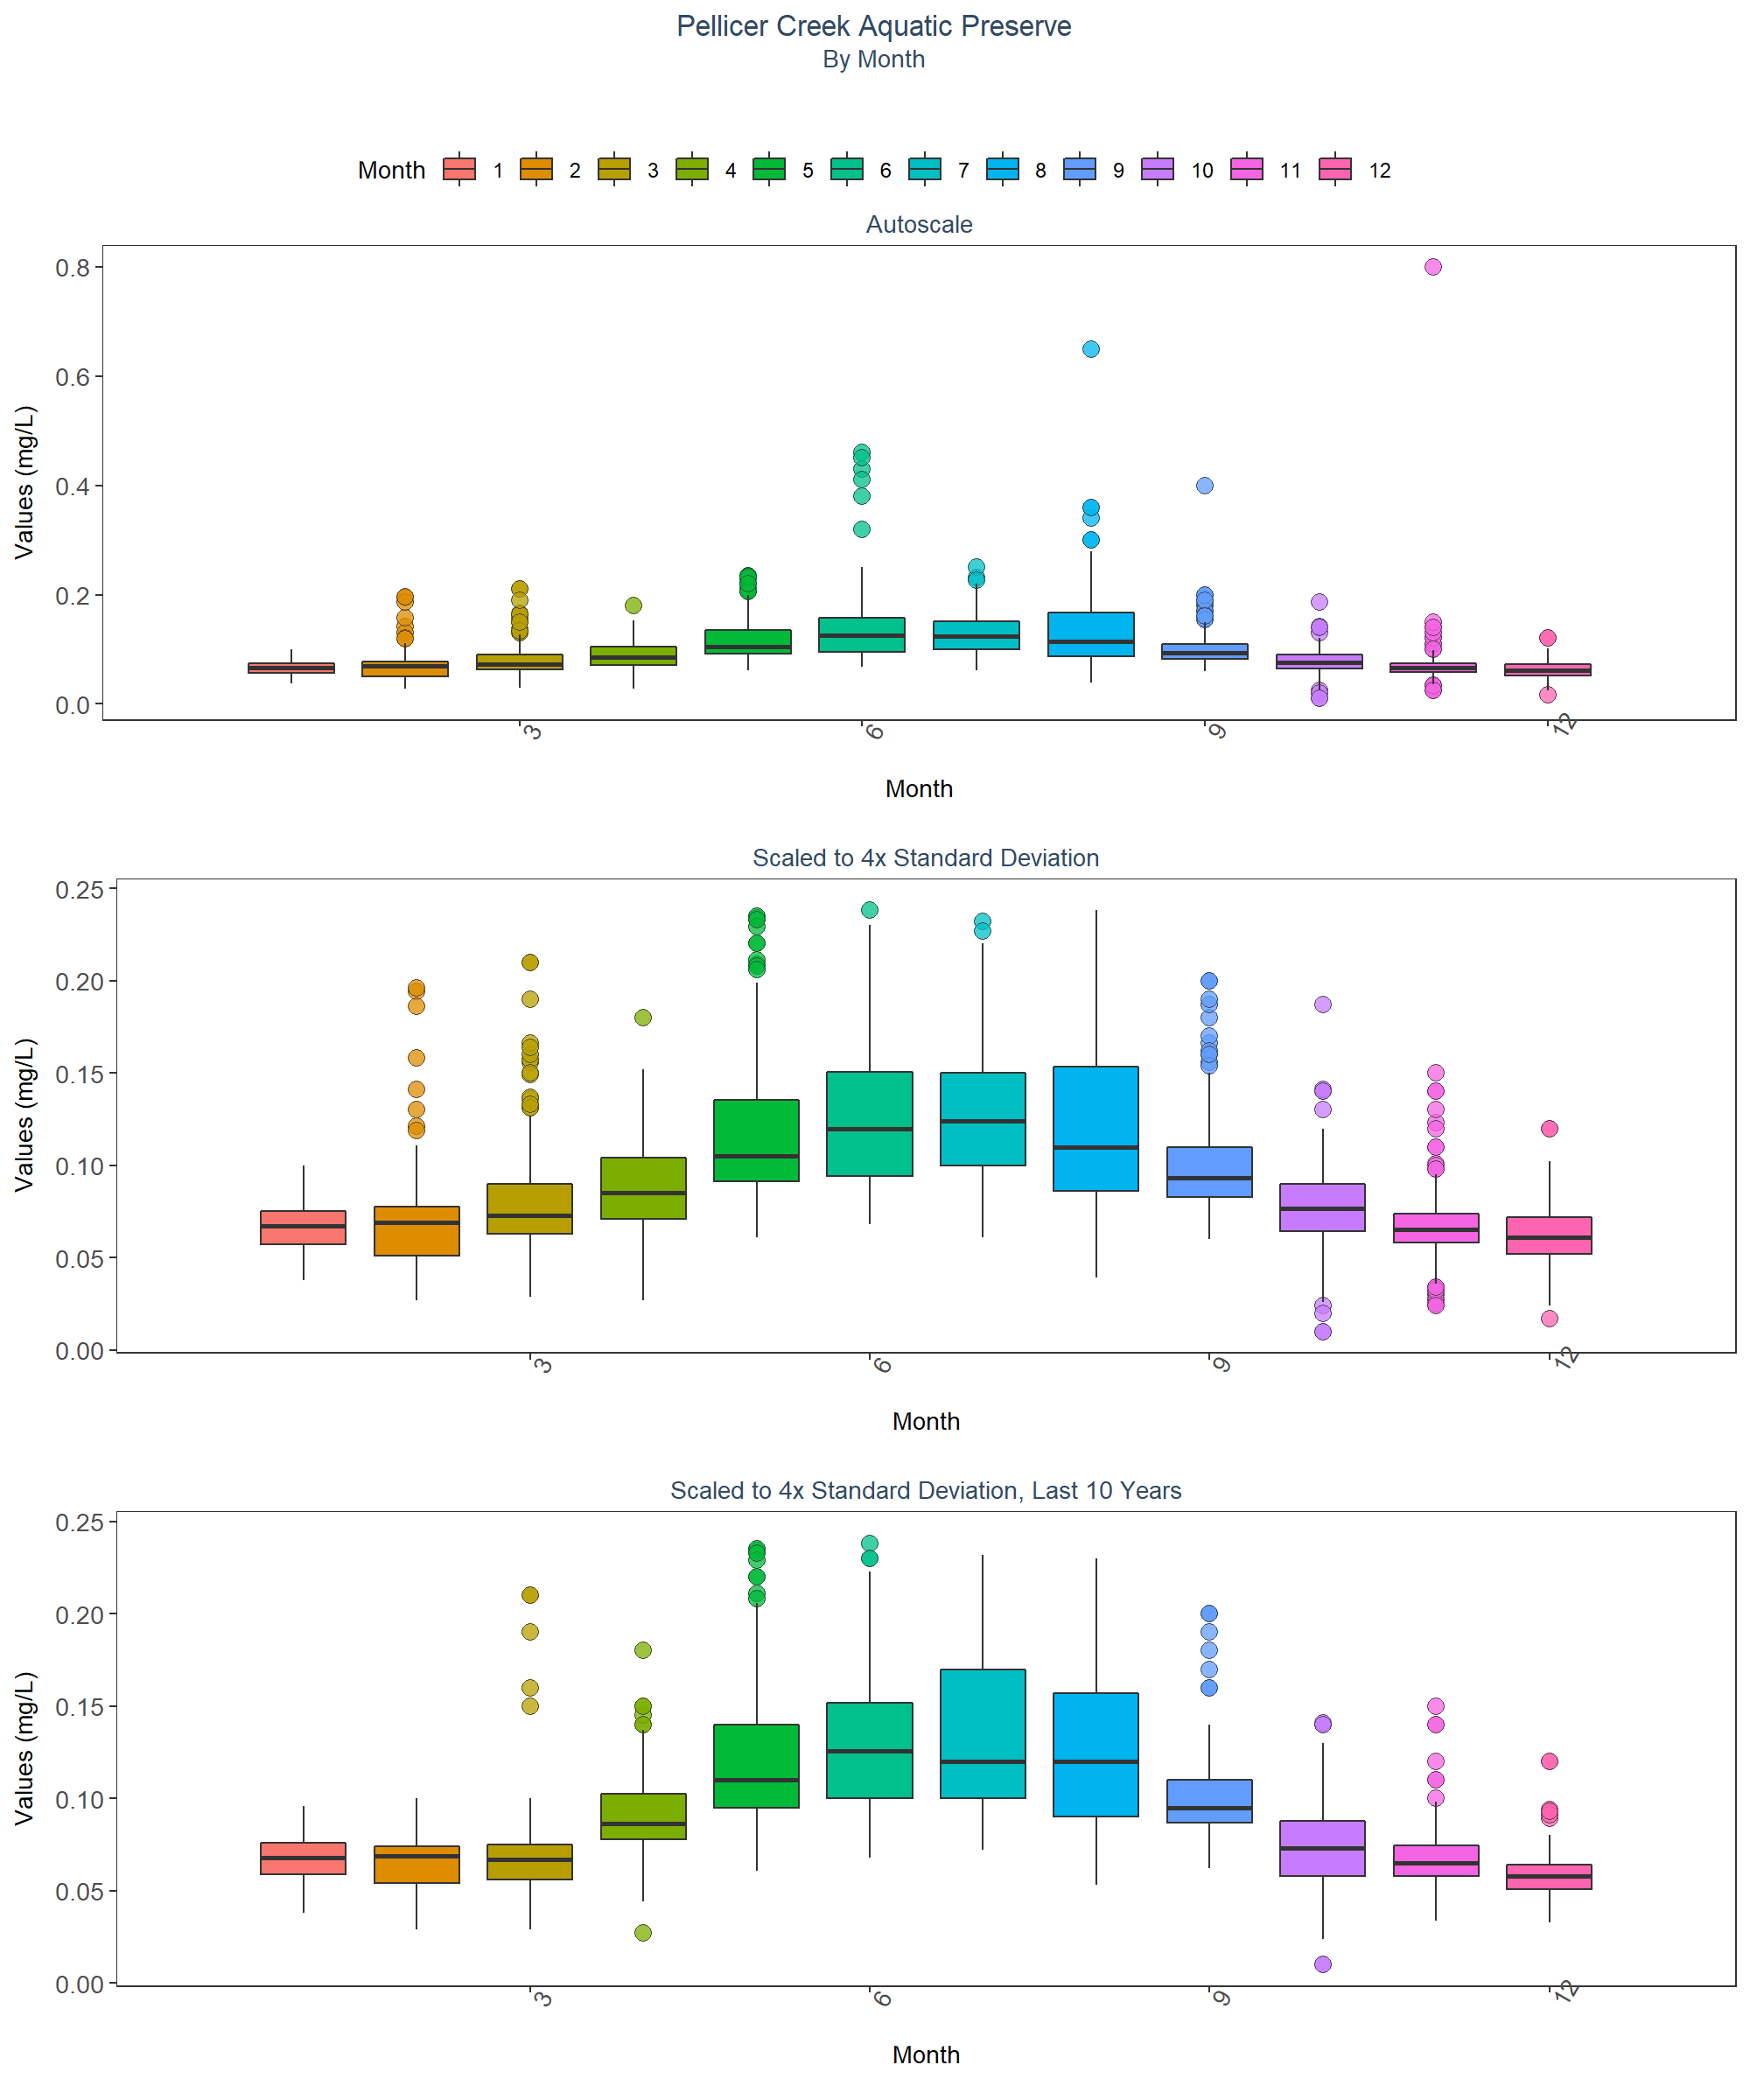 Pellicer Creek Aquatic Preserve
By Month
Month 1 2 3 4 5 6 7 8 9 10 11 12
Autoscale
Values (mg/L)
0.8
0.6
0.4
0.2
0.0
3 6 9 12
Month
Scaled to 4x Standard Deviation
Values (mg/L)
0.25
0.20
0.15
0.10
0.05
0.00
3 6 9 12
Month
Scaled to 4x Standard Deviation, Last 10 Years
Values (mg/L)
0.25
0.20
0.15
0.10
0.05
0.00
3 6 9 12
Month